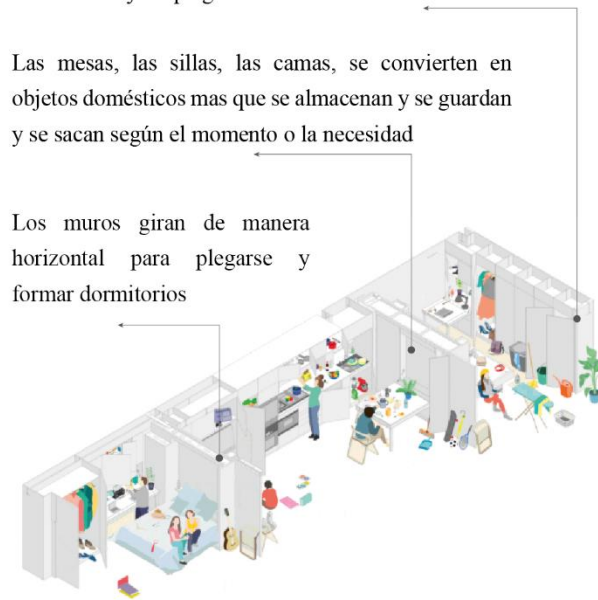 Las mesas, las sillas, las camas, se convierten en
objetos domésticos mas que se almacenan y se guardan
y se sacan según el momento o la necesidad
Los muros giran de manera
horizontal para plegarse y
formar dormitorios